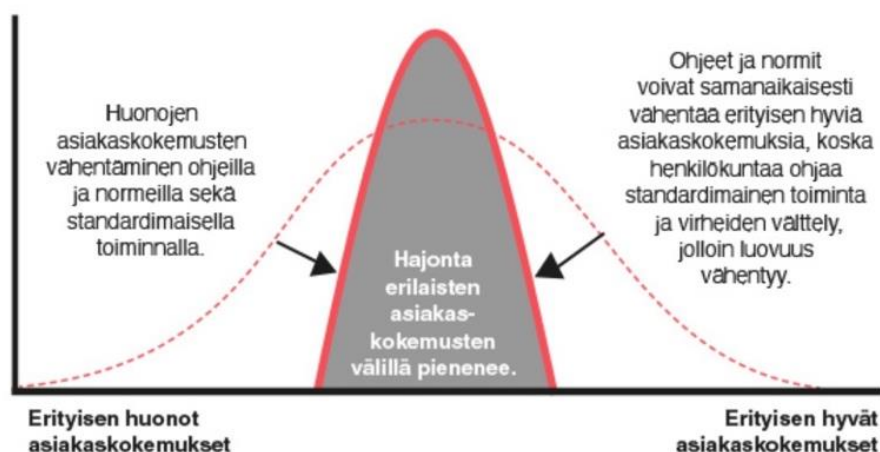 Huonojen
asiakaskokemusten
vähentäminen ohjeilla
ja normeilla sekä
standardimaisella
toiminnalla.
Hajonta
erilaisten
asiakas-
kokemusten
välillä pienenee.
Ohjeet ja normit
voivat samanaikaisesti
vähentää erityisen hyviä
asiakaskokemuksia, koska
henkilökuntaa ohjaa
standardimainen toiminta
ja virheiden välttely,
jolloin luovuus
vähentyy.
Erityisen huonot
asiakaskokemukset
Erityisen hyvät
asiakaskokemukset